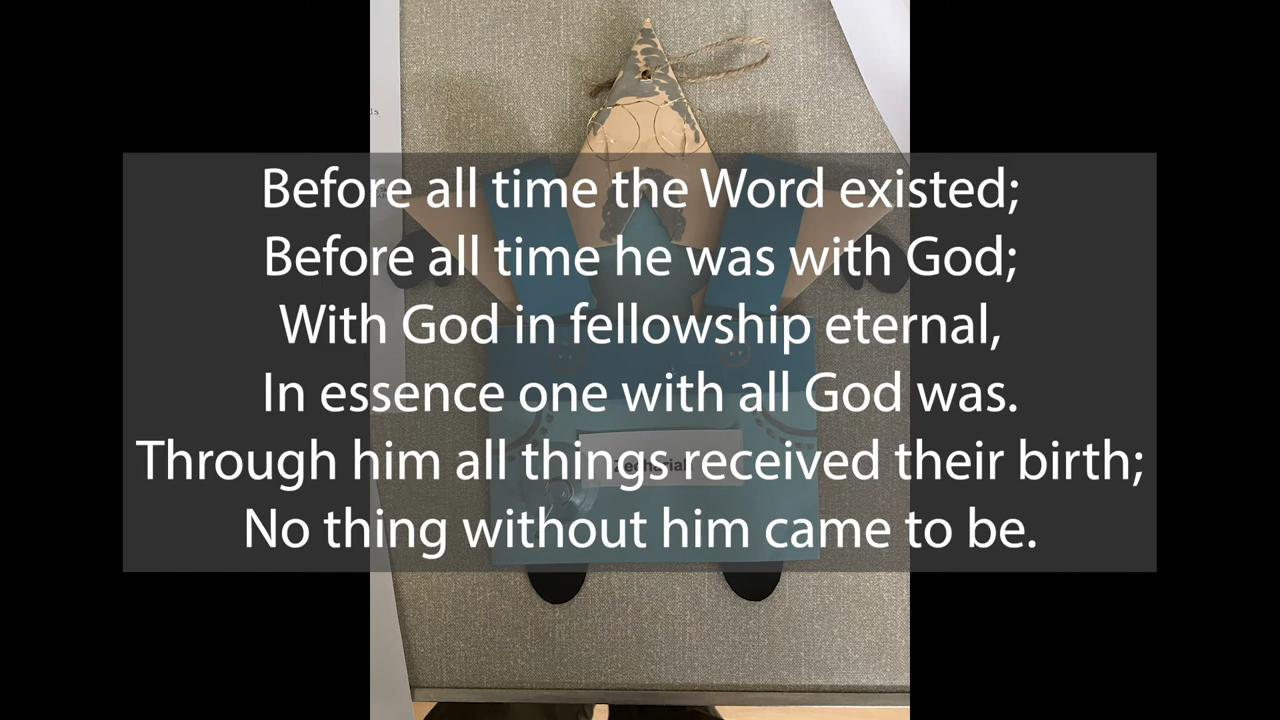 Before all time the Word existed;
Before all time he was with God;
With God in fellowship eternal,
In essence one with all God was.
Through him all things received their birth;
No thing without him came to be.
Zechariah